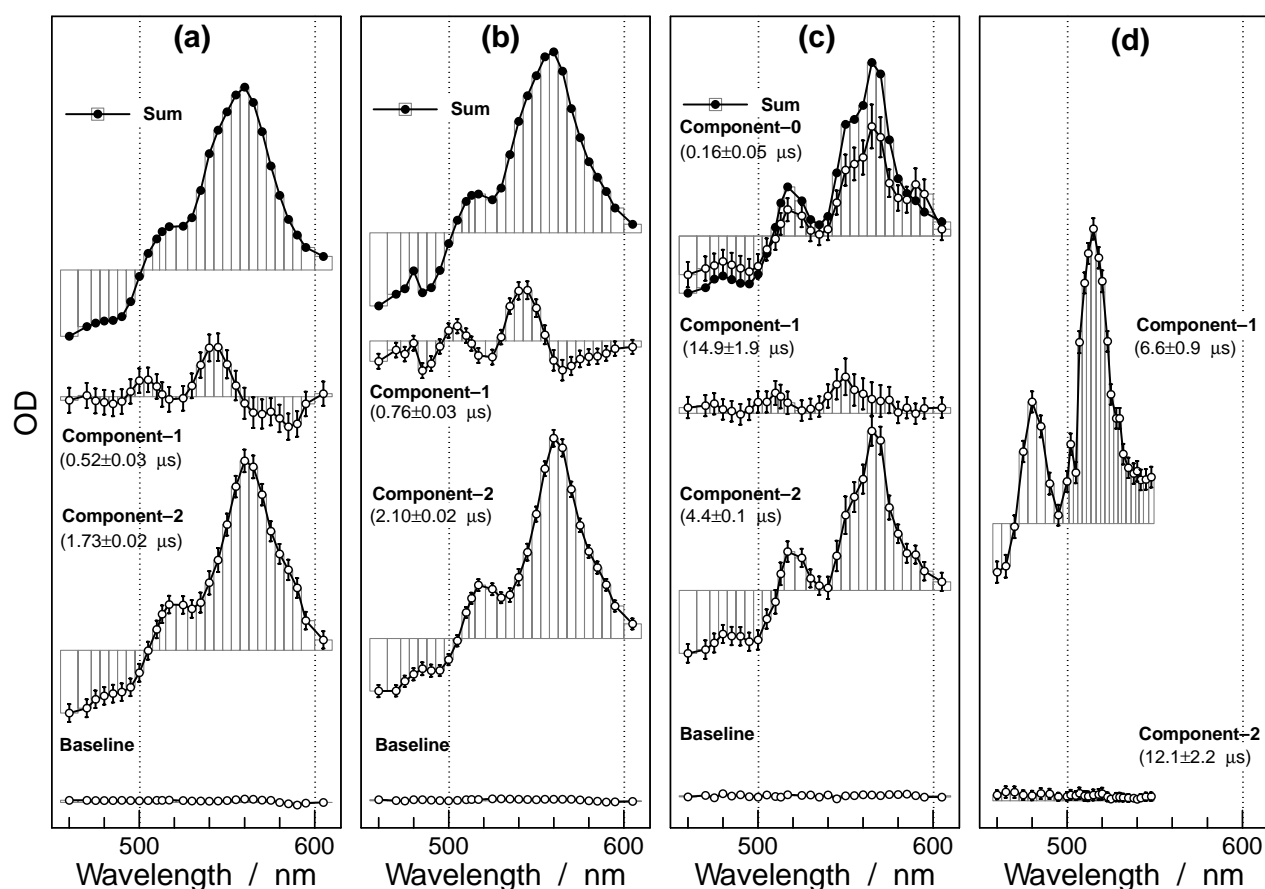 (a)
Sum
Component–1
(0.52±0.03 μs)
Component–2
(1.73±0.02 μs)
Baseline
500
600
Wavelength / nm
OD
(b)
Sum
Component–1
(0.76±0.03 μs)
Component–2
(2.10±0.02 μs)
Baseline
500
600
Wavelength / nm
(c)
Sum
Component–0
(0.16±0.05 μs)
Component–1
(14.9±1.9 μs)
Component–2
(4.4±0.1 μs)
Baseline
500
600
Wavelength / nm
(d)
Component–1
(6.6±0.9 μs)
Component–2
(12.1±2.2 μs)
500
600
Wavelength / nm